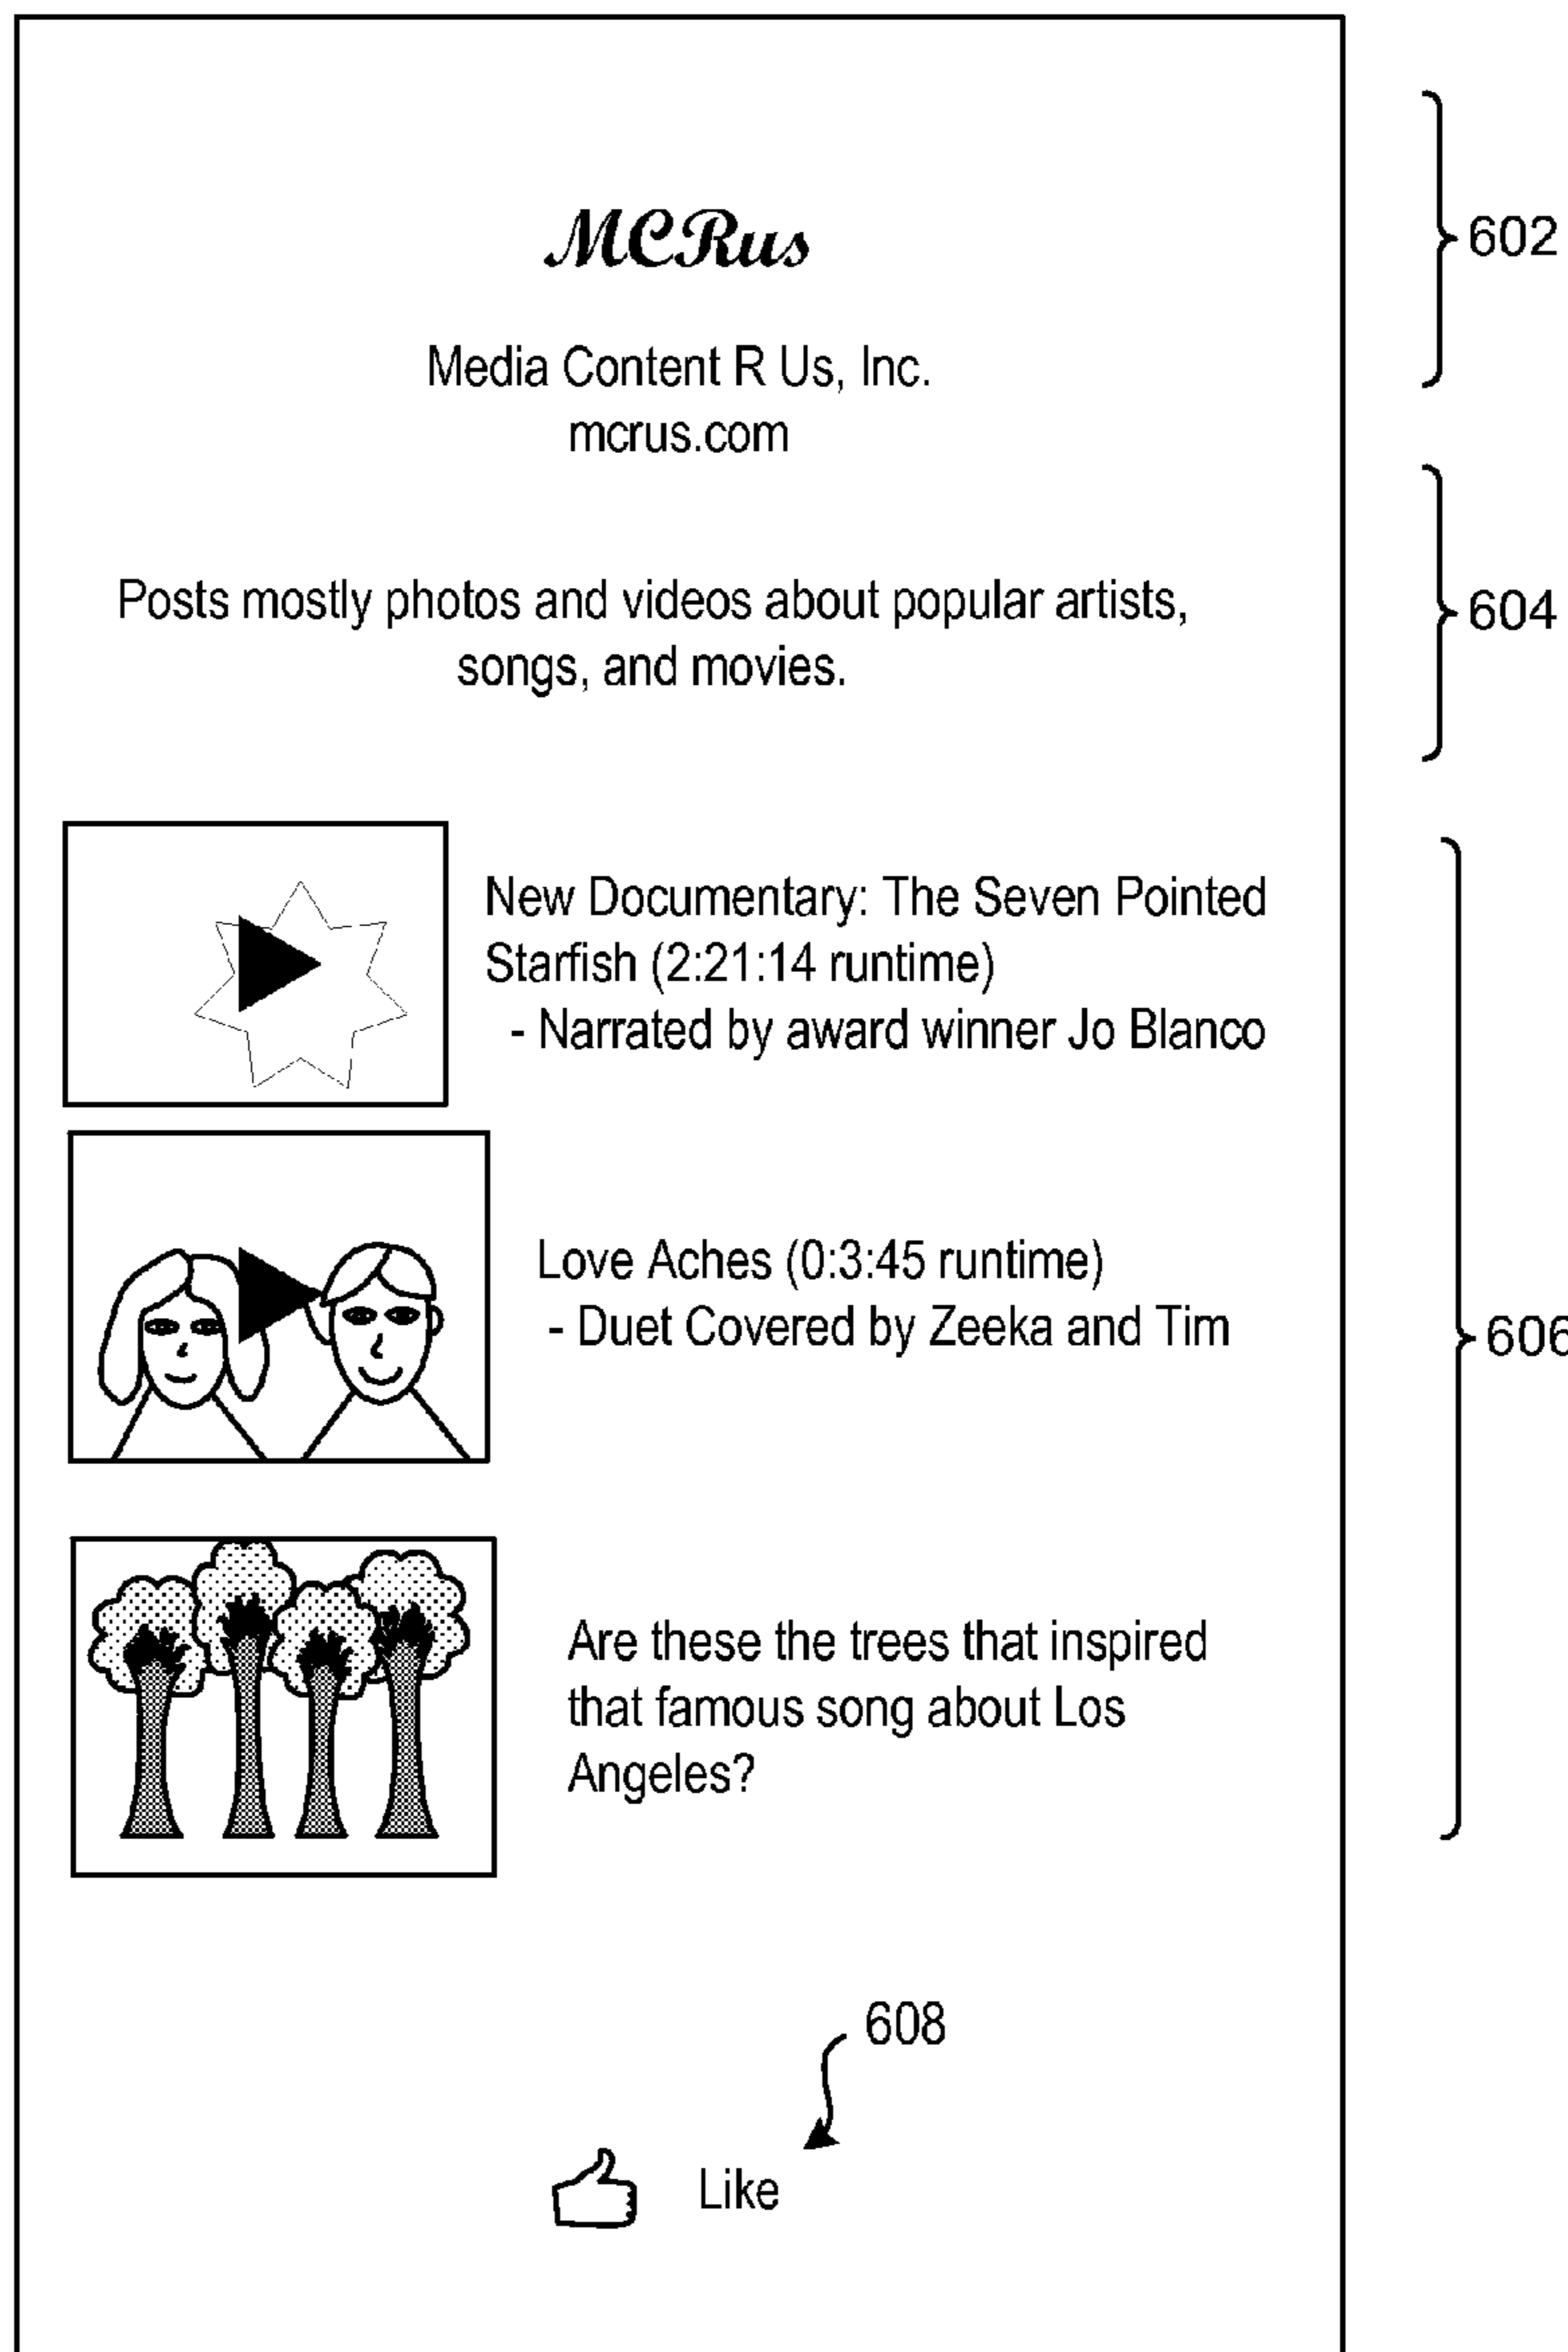 MCRus
602
Media Content R Us, Inc.
mcrus.com
Posts mostly photos and videos about popular artists,
songs, and movies.
604
New Documentary: The Seven Pointed
Starfish (2:21:14 runtime)
- Narrated by award winner Jo Blanco
Love Aches (0:3:45 runtime)
- Duet Covered by Zeeka and Tim
606
Are these the trees that inspired
that famous song about Los
Angeles?
608
Like